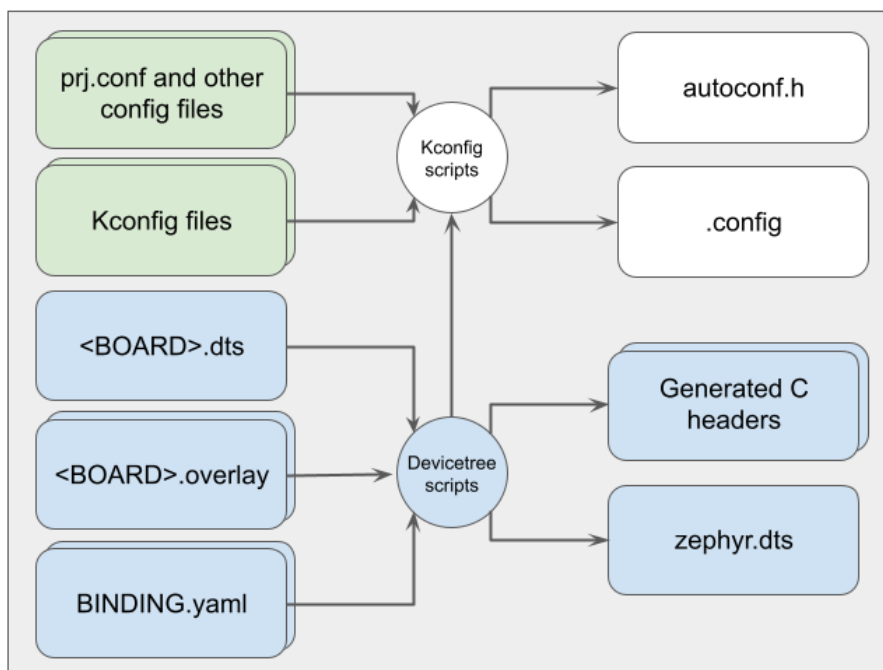 prj.conf and other
config files
Kconfig files
<BOARD>.dts
<BOARD>.overlay
BINDING.yaml
Kconfig
scripts
Devicetree
scripts
autoconf.h
.config
Generated C
headers
zephyr.dts